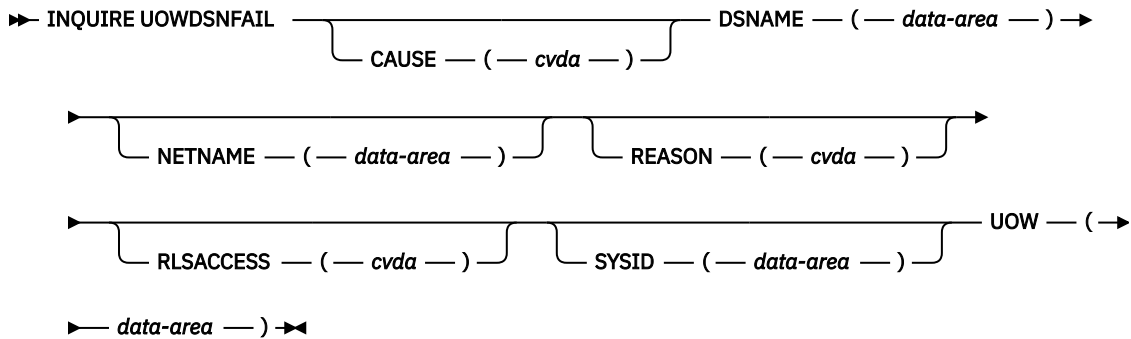 INQUIRE UOWDSNFAIL DSNAME ( data-area )
CAUSE ( cvda )
NETNAME ( data-area ) REASON ( cvda )
UOW (
RLSACCESS ( cvda ) SYSID ( data-area )
data-area )